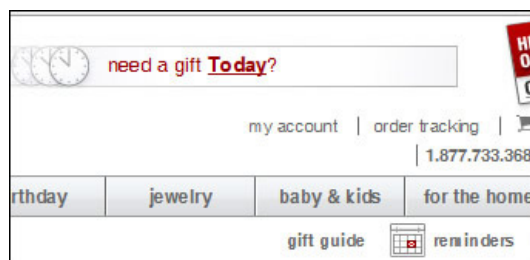 need a gift Today?
my account | order tracking |
1.877.733.368
rthday jewelry baby & kids for the home
gift guide reminders